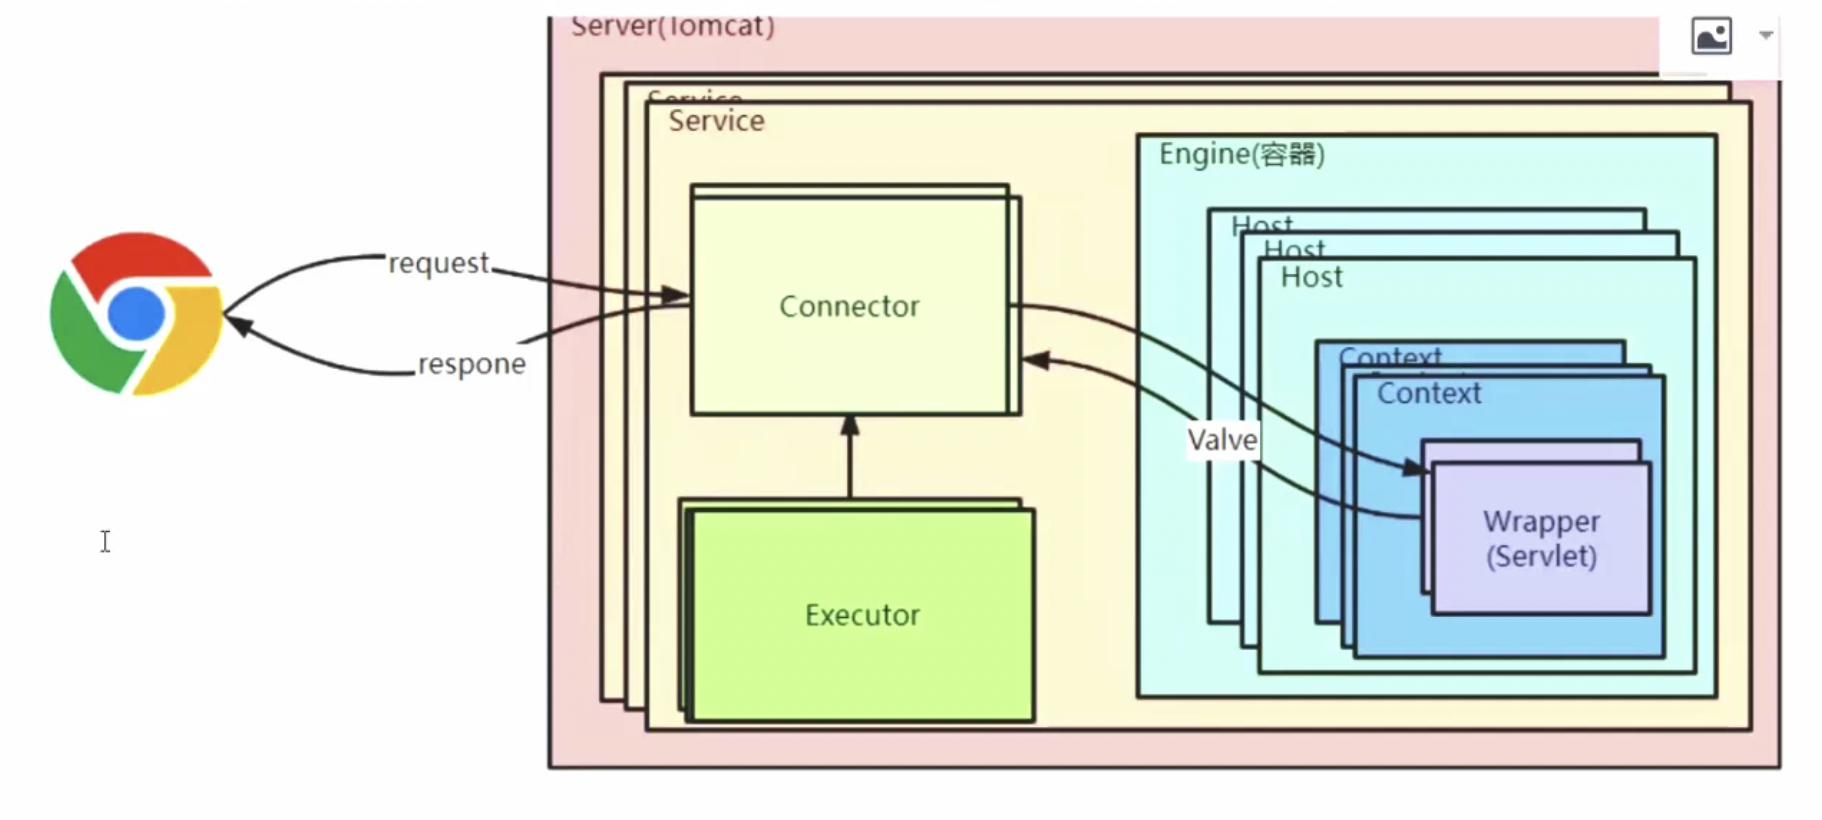 Server(Tomcat)
Service
Service
Engine(容器)
Host
Host
Host
request
Connector
respone
Context
Context
Valve
Wrapper
(Servlet)
Executor